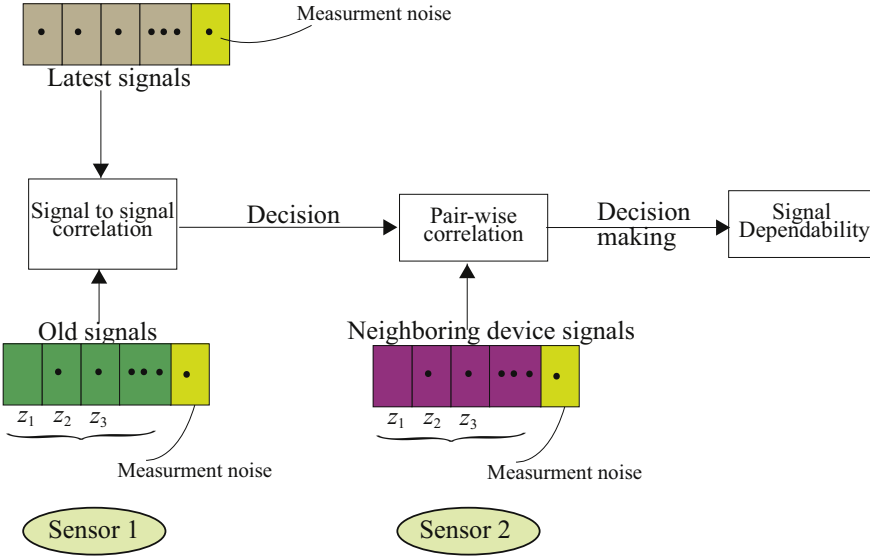 Measurment noise
Latest signals
Signal to signal
correlation
Decision
Pair-wise
correlation
Decision
making
Signal
Dependability
Old signals
z1 z2 z3
Measurment noise
Neighboring device signals
z1 z2 z3
Measurment noise
Sensor 1
Sensor 2